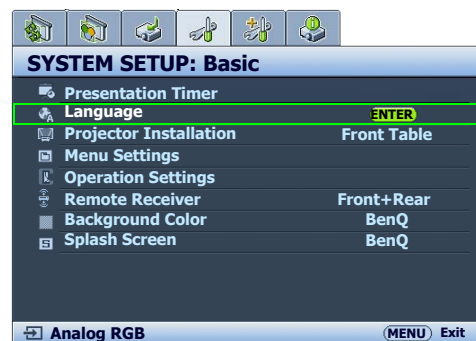 SYSTEM SETUP: Basic
Presentation Timer
Language ENTER
Projector Installation Front Table
Menu Settings
Operation Settings
Remote Receiver Front+Rear
Background Color BenQ
Splash Screen BenQ
Analog RGB MENU Exit